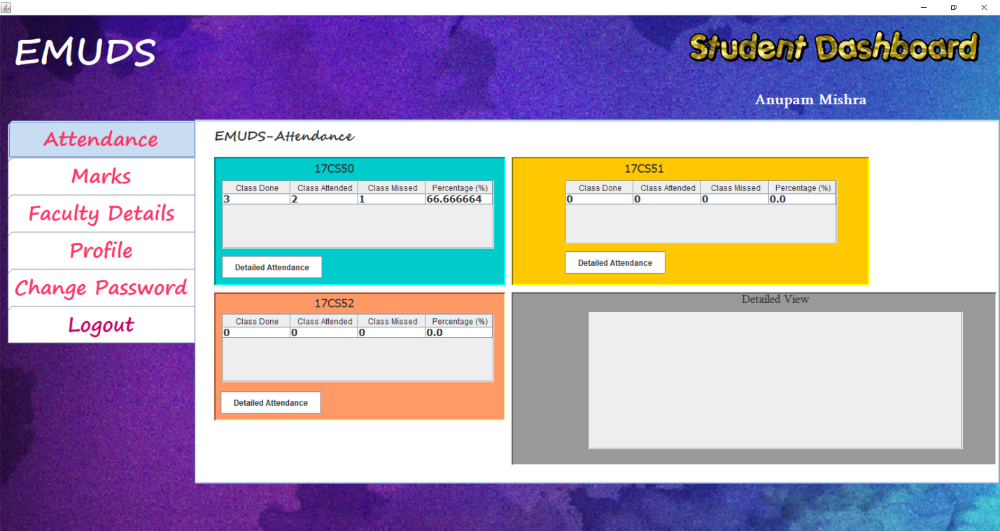 EMUDS
Student Dashboard
Anupam Mishra
Attendance
Marks
Faculty Details
Profile
Change Password
Logout
EMUDS-Attendance
17CS50
Class Done Class Attended Class Missed Percentage (%)
3 2 1 66.666664
Detailed Attendance
17CS51
Class Done Class Attended Class Missed Percentage (%)
0 0 0 0.0
Detailed Attendance
17CS52
Class Done Class Attended Class Missed Percentage (%)
0 0 0 0.0
Detailed Attendance
Detailed View